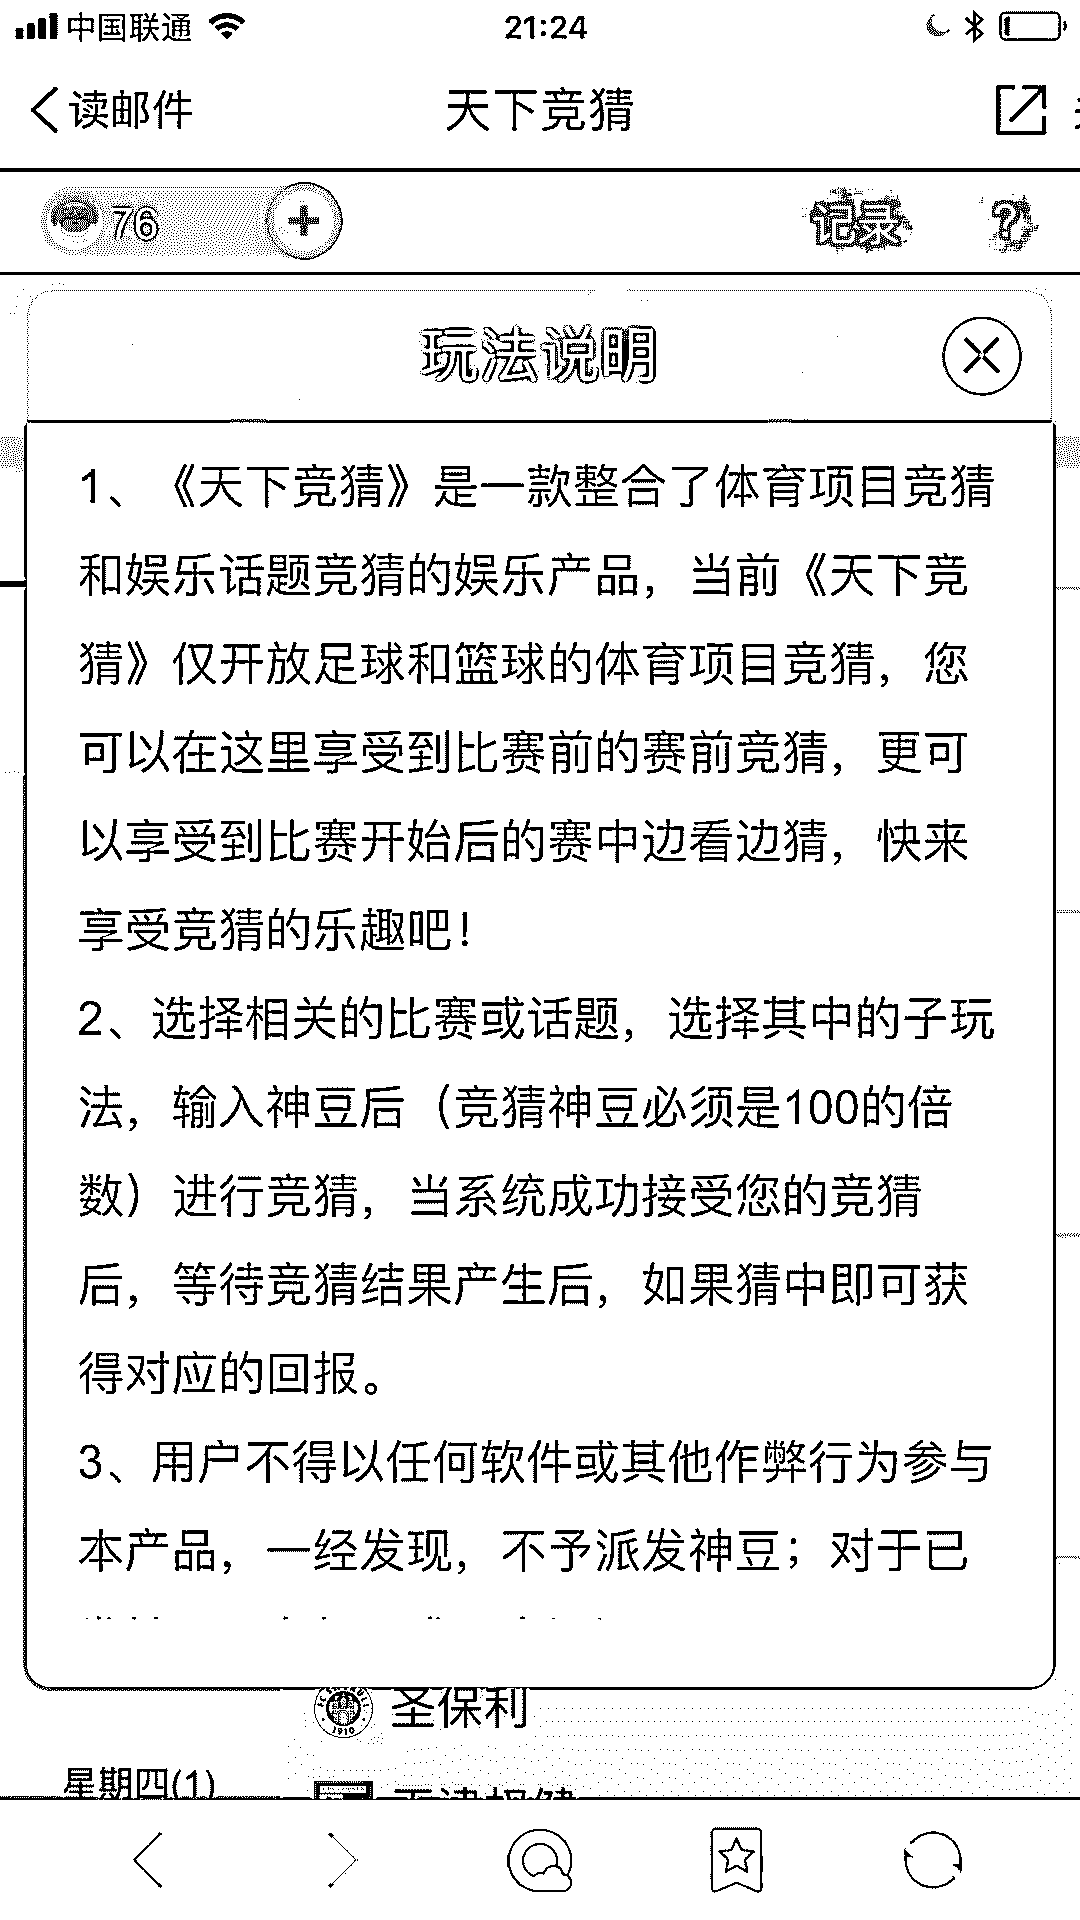 中国联通
21:24
读邮件
天下竞猜
76
记录
?
玩法说明
1、《天下竞猜》是一款整合了体育项目竞猜
和娱乐话题竞猜的娱乐产品，当前《天下竞
猜》仅开放足球和篮球的体育项目竞猜，您
可以在这里享受到比赛前的赛前竞猜，更可
以享受到比赛开始后的赛中边看边猜，快来
享受竞猜的乐趣吧！
2、选择相关的比赛或话题，选择其中的子玩
法，输入神豆后（竞猜神豆必须是100的倍
数）进行竞猜，当系统成功接受您的竞猜
后，等待竞猜结果产生后，如果猜中即可获
得对应的回报。
3、用户不得以任何软件或其他作弊行为参与
本产品，一经发现，不予派发神豆；对于已
1910
圣保利
星期四(1)